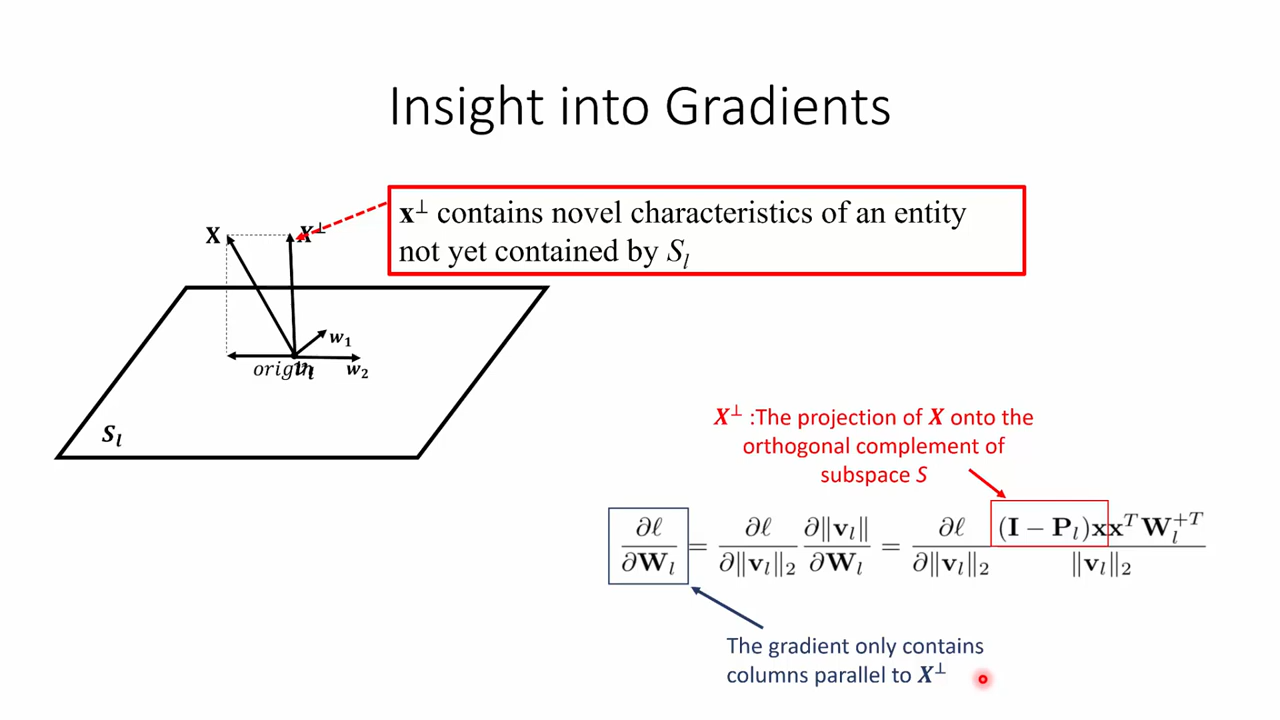 Insight into Gradients
x⊥ contains novel characteristics of an entity
not yet contained by Sₗ
X
X⊥
w₁
origin
vₗ
w₂
Sₗ
X⊥ :The projection of X onto the
orthogonal complement of
subspace S
∂ℓ/∂Wₗ = ∂ℓ/∂‖vₗ‖₂ ∂‖vₗ‖/∂Wₗ = ∂ℓ/∂‖vₗ‖₂ (I − Pₗ)xxᵀWₗ⁺ᵀ/‖vₗ‖₂
The gradient only contains
columns parallel to X⊥